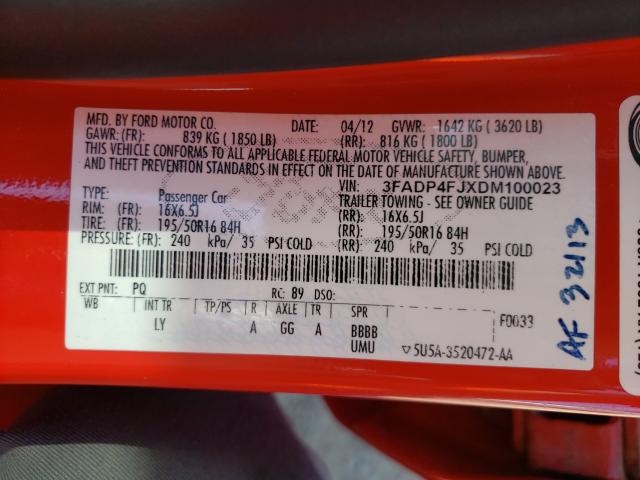 MFD. BY FORD MOTOR CO. DATE: 04/12 GVWR: 1642 KG ( 3620 LB)
GAWR: (FR): 839 KG ( 1850 LB) (RR): 816 KG ( 1800 LB)
THIS VEHICLE CONFORMS TO ALL APPLICABLE FEDERAL MOTOR VEHICLE SAFETY, BUMPER,
AND THEFT PREVENTION STANDARDS IN EFFECT ON THE DATE OF MANUFACTURE SHOWN ABOVE.
VIN: 3FADP4FJXDM100023
TYPE: Passenger Car TRAILER TOWING - SEE OWNER GUIDE
RIM: 16X6.5J (RR): 16X6.5J
TIRE: 195/50R16 84H (RR): 195/50R16 84H
PRESSURE: (FR): 240 kPa/ 35 PSI COLD (RR): 240 kPa/ 35 PSI COLD
EXT PNT: PQ RC: 89 DSO:
WB INT TR TP/PS R AXLE TR SPR F0033
LY A GG A BBBB
UMU ▽5U5A-3520472-AA
AF 32113